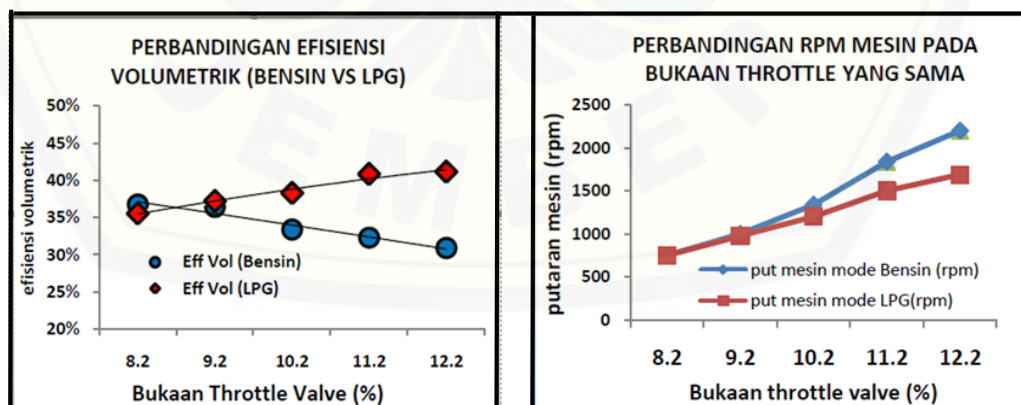 PERBANDINGAN EFISIENSI
VOLUMETRIK (BENSIN VS LPG)
50%
45%
40%
35%
30%
25%
20%
efisiensi volumetrik
Eff Vol (Bensin)
Eff Vol (LPG)
8.2 9.2 10.2 11.2 12.2
Bukaan Throttle Valve (%)
PERBANDINGAN RPM MESIN PADA
BUKAAN THROTTLE YANG SAMA
2500
2000
1500
1000
500
0
putaran mesin (rpm)
put mesin mode Bensin (rpm)
put mesin mode LPG(rpm)
8.2 9.2 10.2 11.2 12.2
Bukaan throttle valve (%)